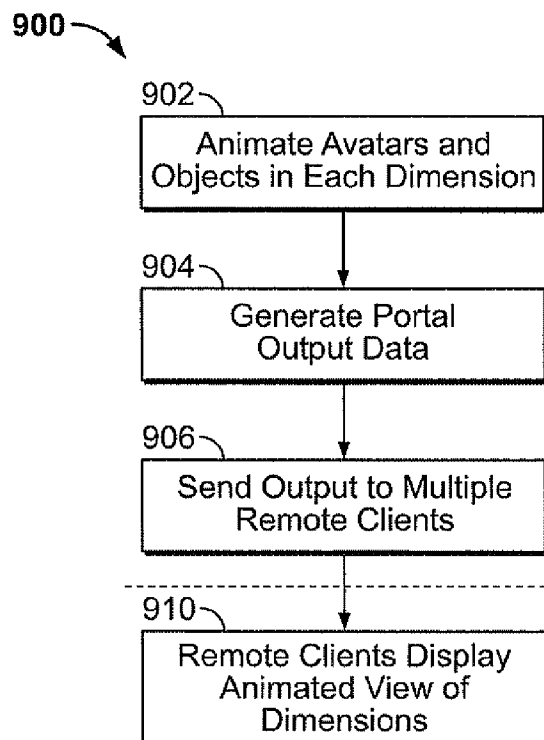 900
902
Animate Avatars and
Objects in Each Dimension
904
Generate Portal
Output Data
906
Send Output to Multiple
Remote Clients
910
Remote Clients Display
Animated View of
Dimensions